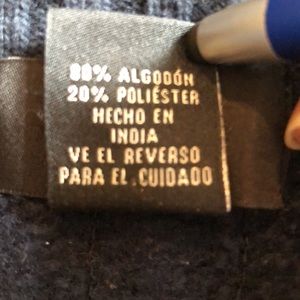 80% ALGODÓN
20% POLIÉSTER
HECHO EN
INDIA
VE EL REVERSO
PARA EL CUIDADO